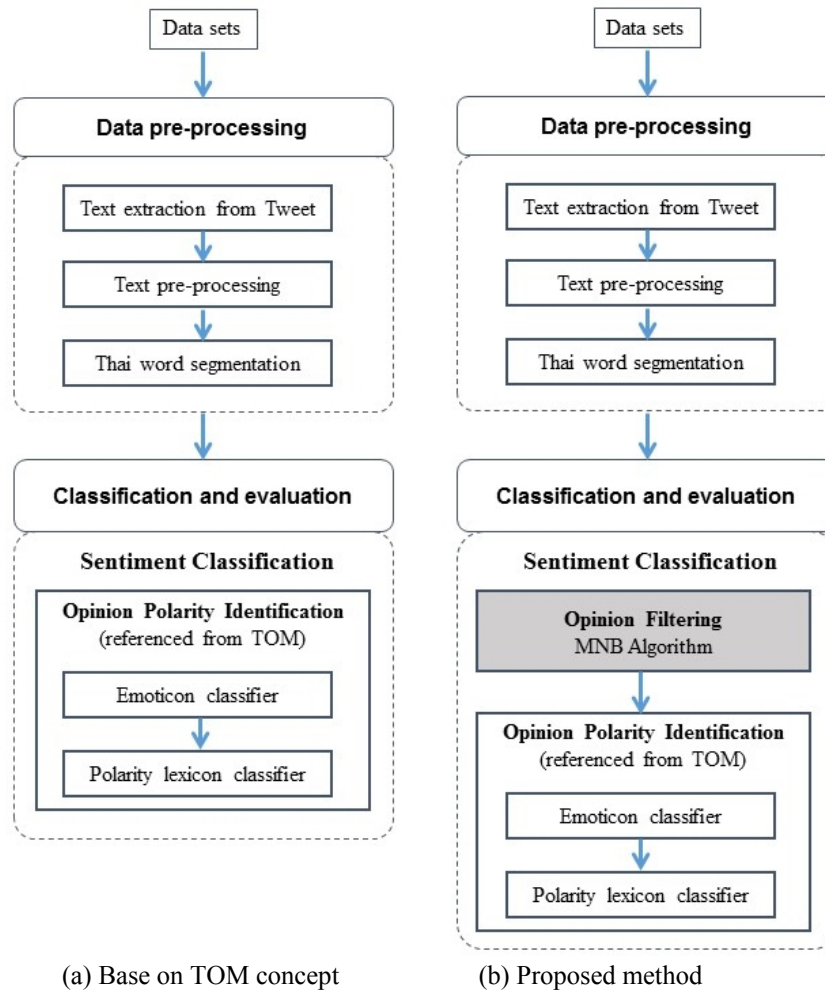 Data sets
Data pre-processing
Text extraction from Tweet
Text pre-processing
Thai word segmentation
Classification and evaluation
Sentiment Classification
Opinion Polarity Identification
(referenced from TOM)
Emoticon classifier
Polarity lexicon classifier
(a) Base on TOM concept
Data sets
Data pre-processing
Text extraction from Tweet
Text pre-processing
Thai word segmentation
Classification and evaluation
Sentiment Classification
Opinion Filtering
MNB Algorithm
Opinion Polarity Identification
(referenced from TOM)
Emoticon classifier
Polarity lexicon classifier
(b) Proposed method